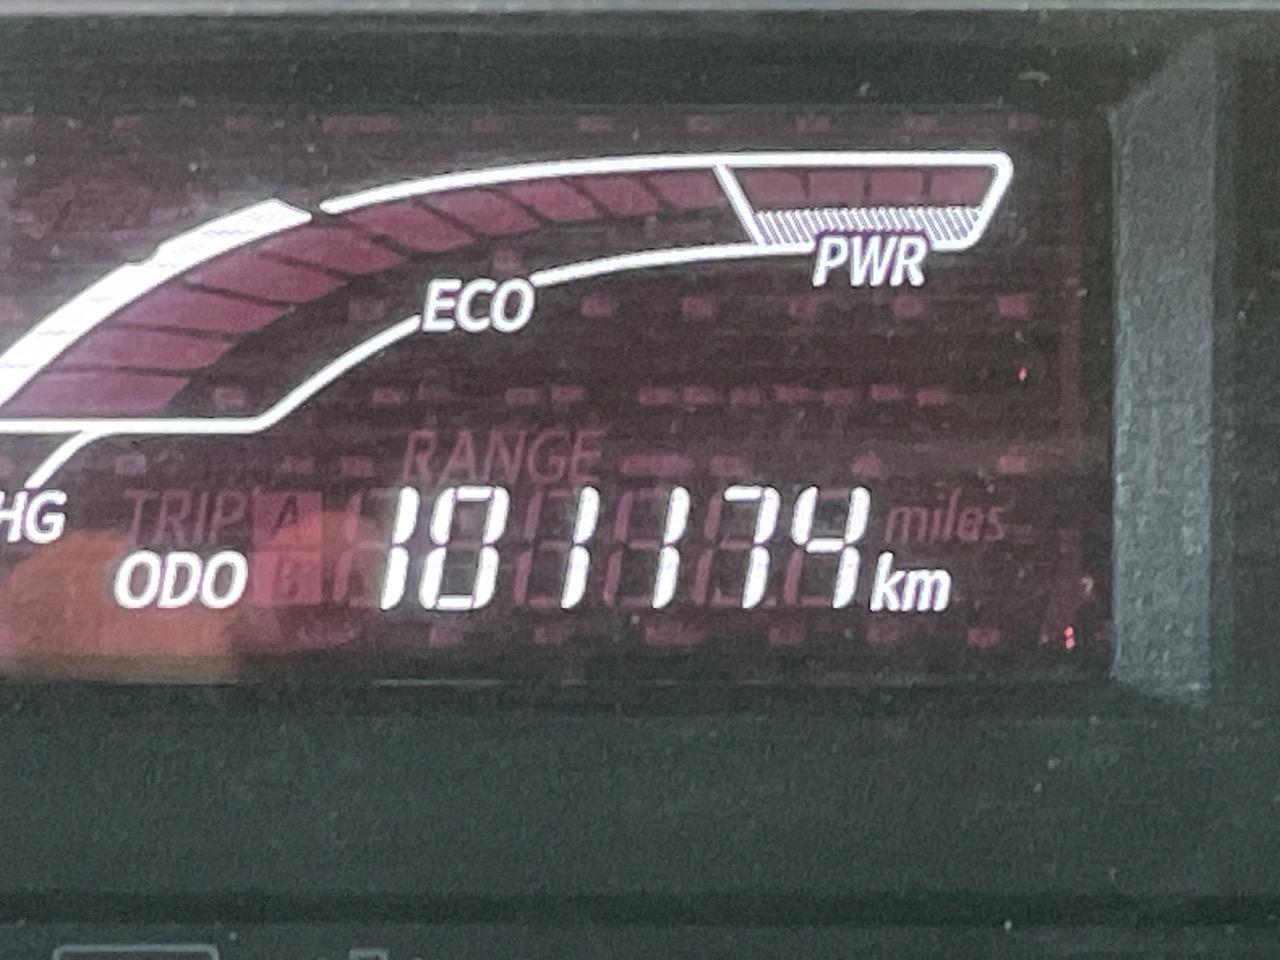 PWR
ECO
RANGE
HG
TRIP A
miles
ODO B
101174 km